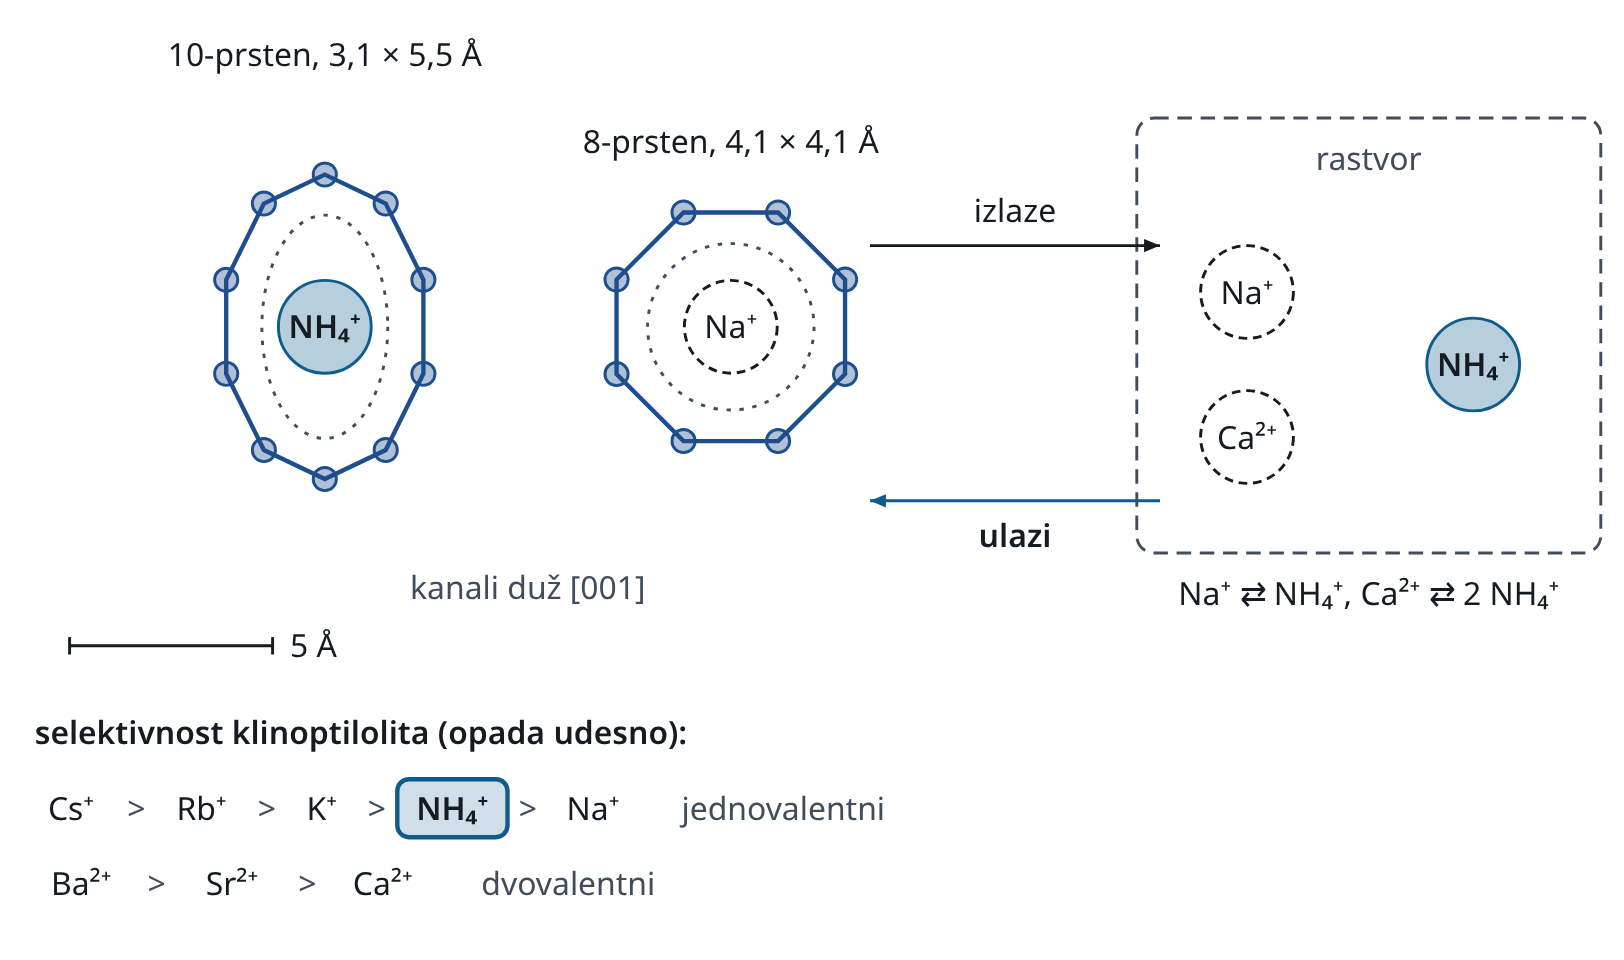 10-prsten, 3,1 × 5,5 Å
8-prsten, 4,1 × 4,1 Å
rastvor
izlaze
Na⁺
NH₄⁺
Na⁺
NH₄⁺
Ca²⁺
ulazi
kanali duž [001]
Na⁺ ⇄ NH₄⁺, Ca²⁺ ⇄ 2 NH₄⁺
5 Å
selektivnost klinoptilolita (opada udesno):
Cs⁺ > Rb⁺ > K⁺ > NH₄⁺ > Na⁺ jednovalentni
Ba²⁺ > Sr²⁺ > Ca²⁺ dvovalentni